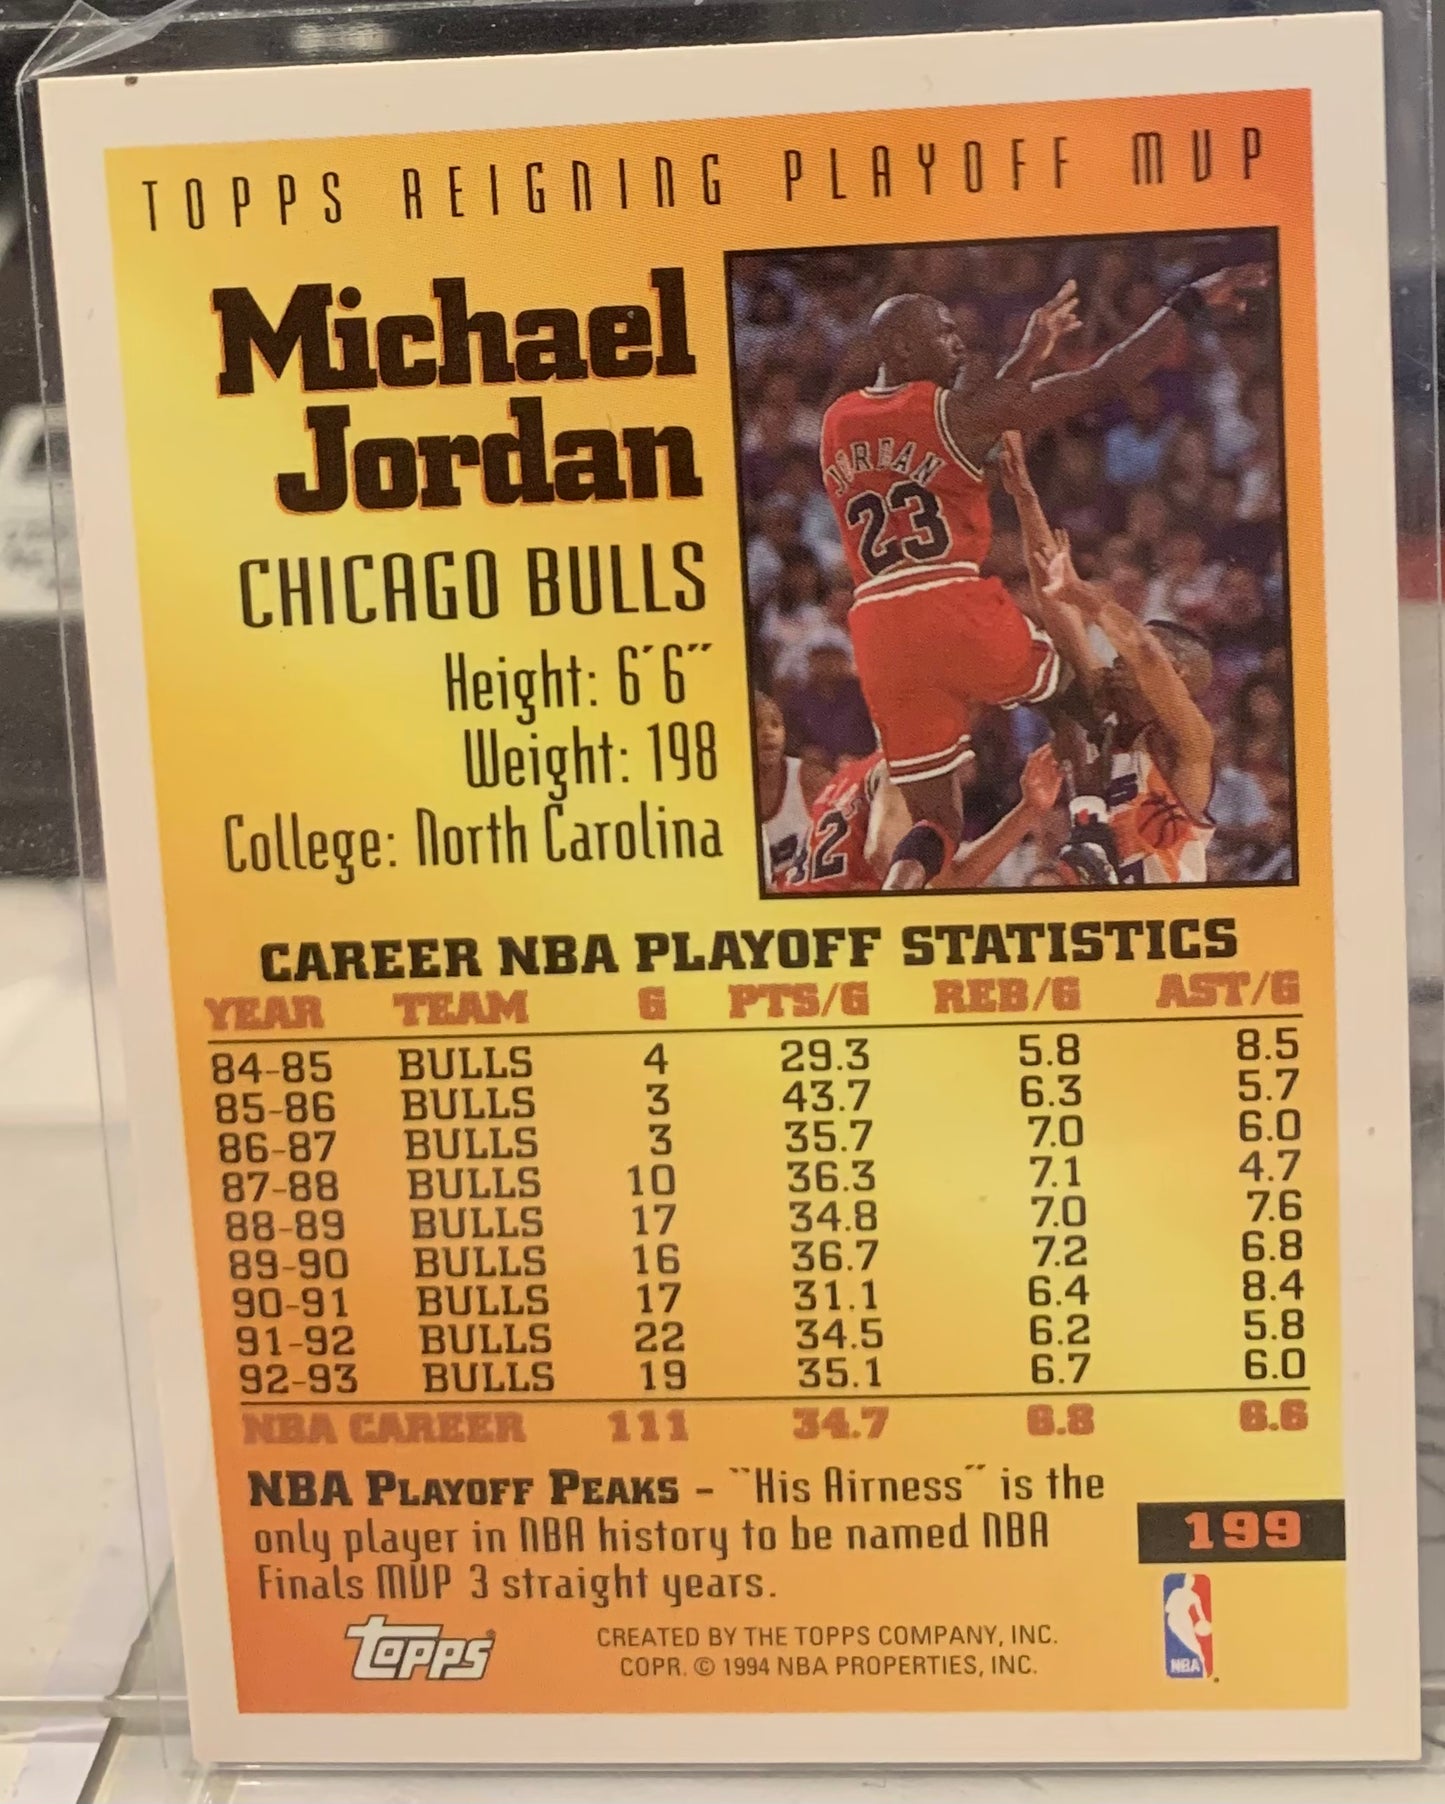 TOPPS REIGNING PLAYOFF MVP
Michael
Jordan
CHICAGO BULLS
Height: 6´6´´
Weight: 198
College: North Carolina
JORDAN
23
CAREER NBA PLAYOFF STATISTICS
YEAR TEAM G PTS/G REB/G AST/G
84-85 BULLS 4 29.3 5.8 8.5
85-86 BULLS 3 43.7 6.3 5.7
86-87 BULLS 3 35.7 7.0 6.0
87-88 BULLS 10 36.3 7.1 4.7
88-89 BULLS 17 34.8 7.0 7.6
89-90 BULLS 16 36.7 7.2 6.8
90-91 BULLS 17 31.1 6.4 8.4
91-92 BULLS 22 34.5 6.2 5.8
92-93 BULLS 19 35.1 6.7 6.0
NBA CAREER 111 34.7 6.8 6.6
NBA PLAYOFF PEAKS - ``His Airness´´ is the
only player in NBA history to be named NBA
Finals MVP 3 straight years.
199
TOPPS®
CREATED BY THE TOPPS COMPANY, INC.
COPR. © 1994 NBA PROPERTIES, INC.
NBA